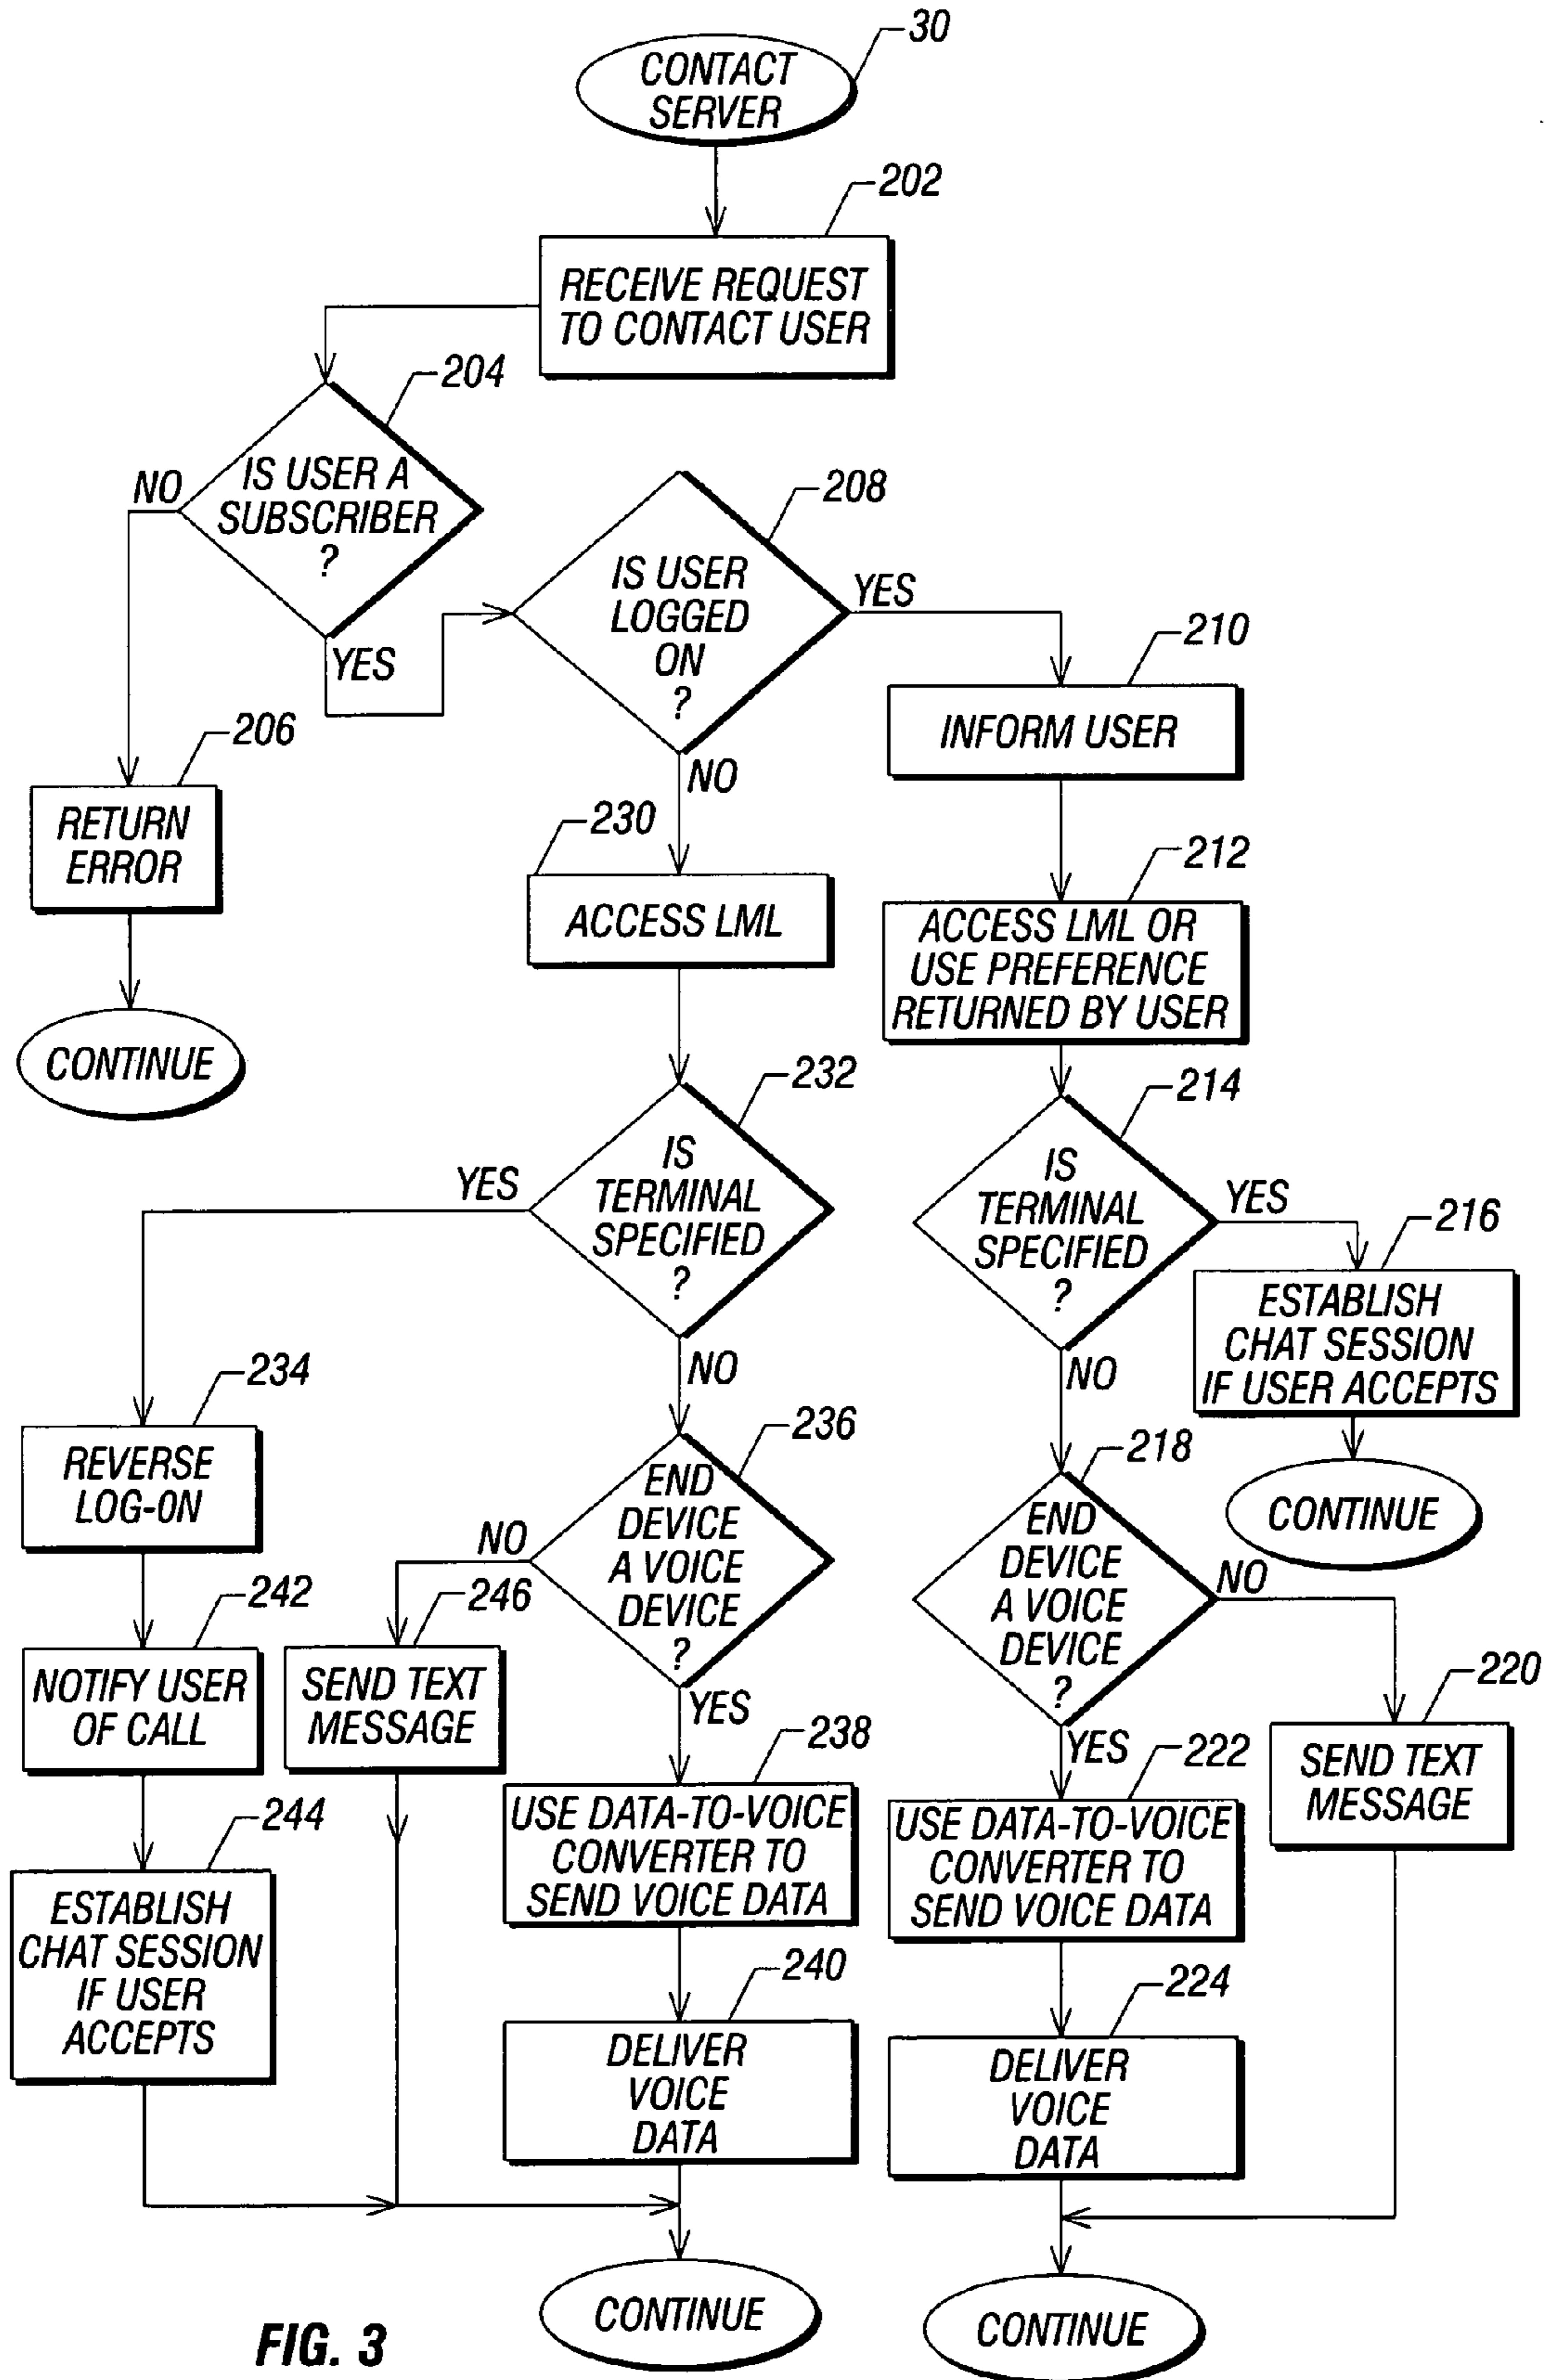 30
CONTACT
SERVER
202
RECEIVE REQUEST
TO CONTACT USER
204
IS USER A
SUBSCRIBER
?
NO
YES
206
RETURN
ERROR
CONTINUE
208
IS USER
LOGGED
ON
?
YES
NO
210
INFORM USER
212
ACCESS LML OR
USE PREFERENCE
RETURNED BY USER
214
IS
TERMINAL
SPECIFIED
?
YES
NO
216
ESTABLISH
CHAT SESSION
IF USER ACCEPTS
CONTINUE
218
END
DEVICE
A VOICE
DEVICE
?
NO
YES
220
SEND TEXT
MESSAGE
222
USE DATA-TO-VOICE
CONVERTER TO
SEND VOICE DATA
224
DELIVER
VOICE
DATA
CONTINUE
230
ACCESS LML
232
IS
TERMINAL
SPECIFIED
?
YES
NO
234
REVERSE
LOG-ON
242
NOTIFY USER
OF CALL
244
ESTABLISH
CHAT SESSION
IF USER
ACCEPTS
236
END
DEVICE
A VOICE
DEVICE
?
NO
YES
246
SEND TEXT
MESSAGE
238
USE DATA-TO-VOICE
CONVERTER TO
SEND VOICE DATA
240
DELIVER
VOICE
DATA
CONTINUE
FIG. 3